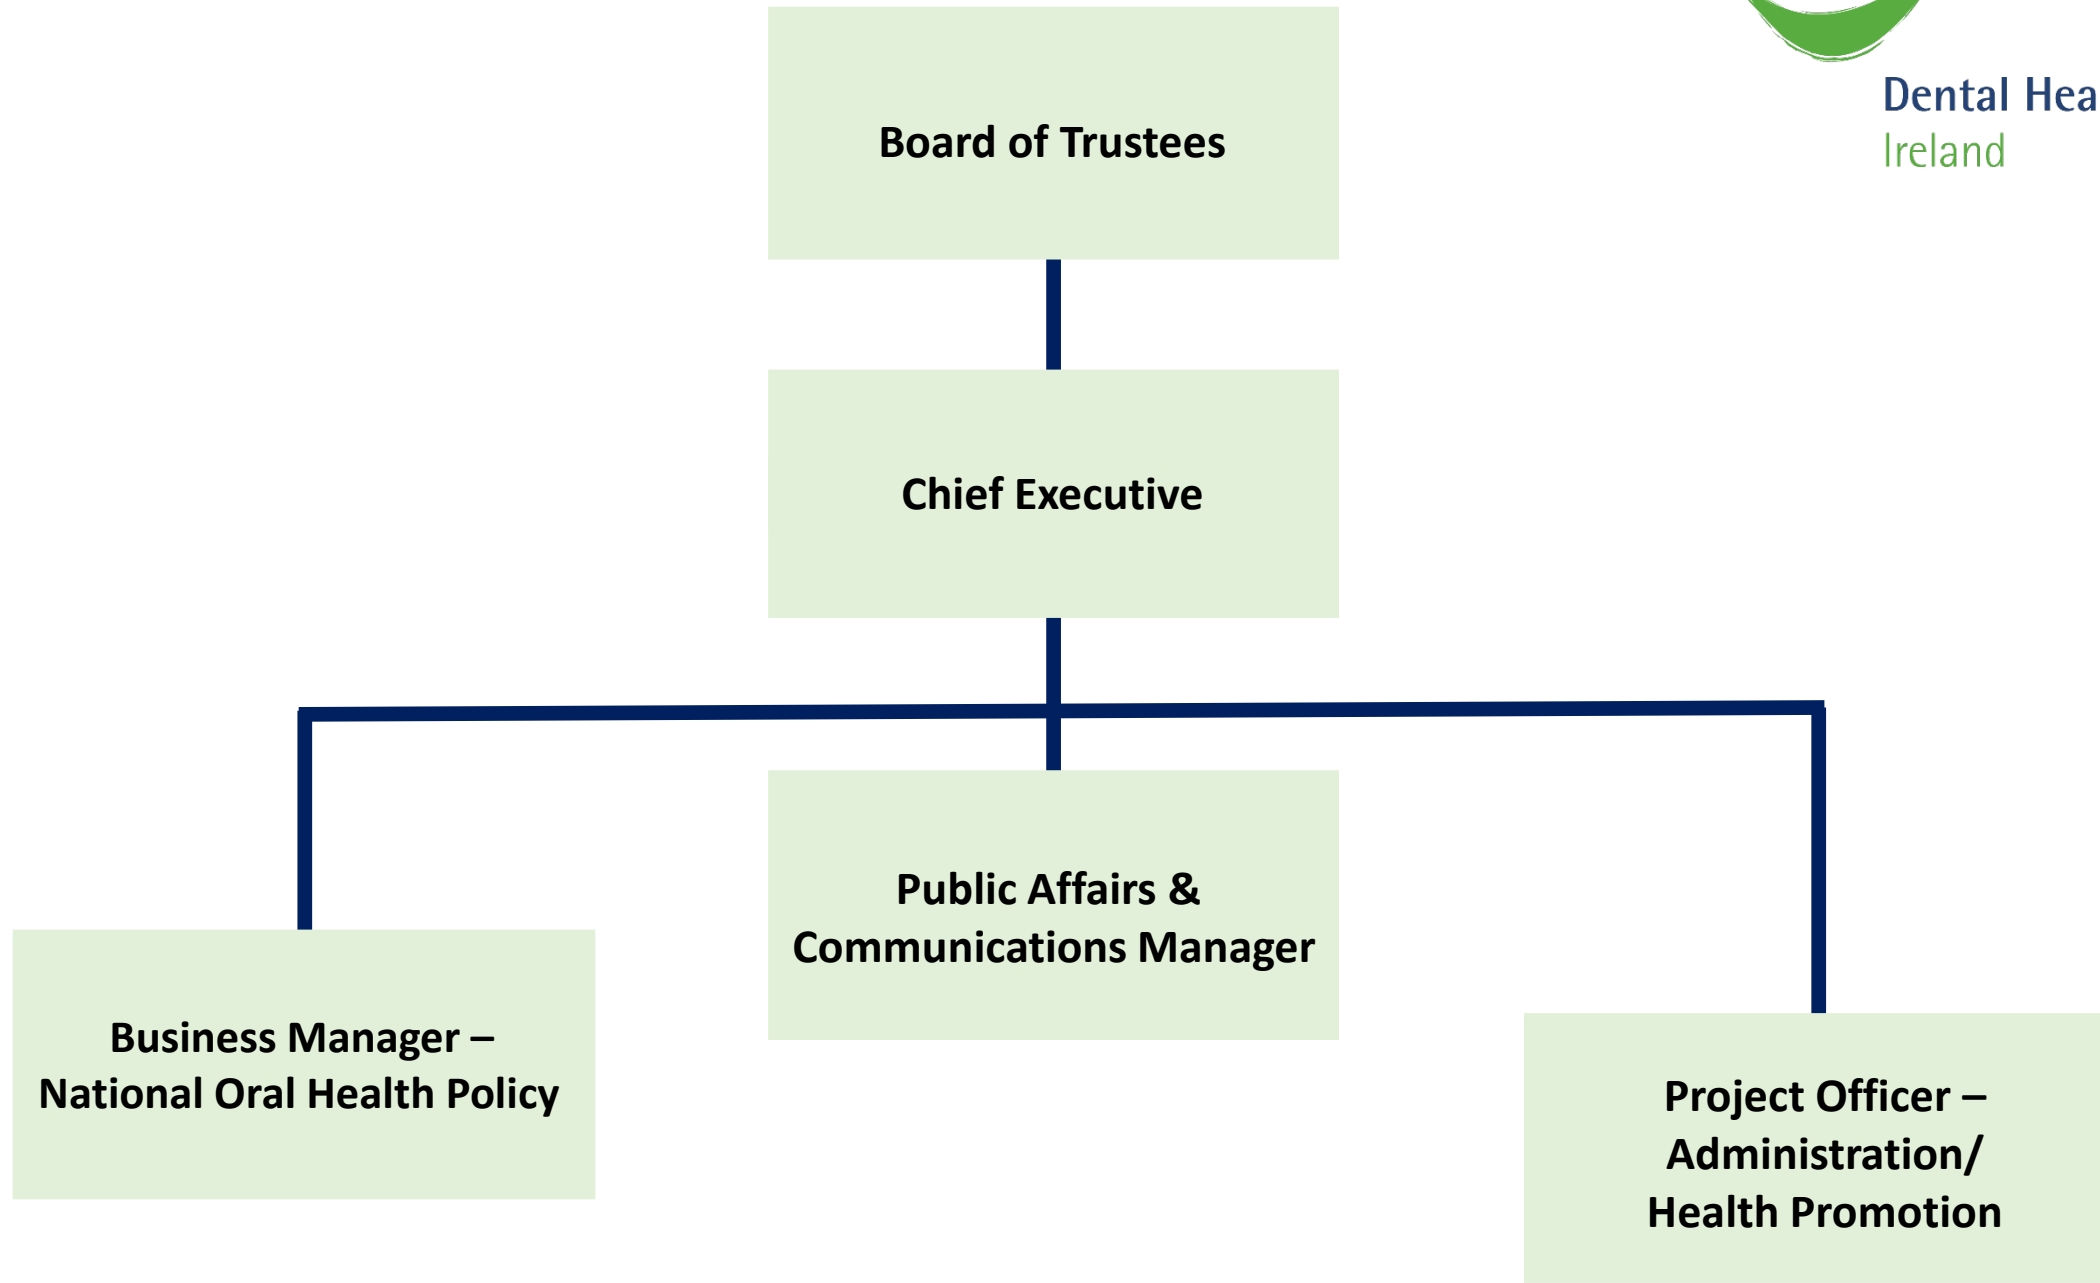 Dental Hea
Ireland
Board of Trustees
Chief Executive
Public Affairs &
Communications Manager
Business Manager –
National Oral Health Policy
Project Officer –
Administration/
Health Promotion